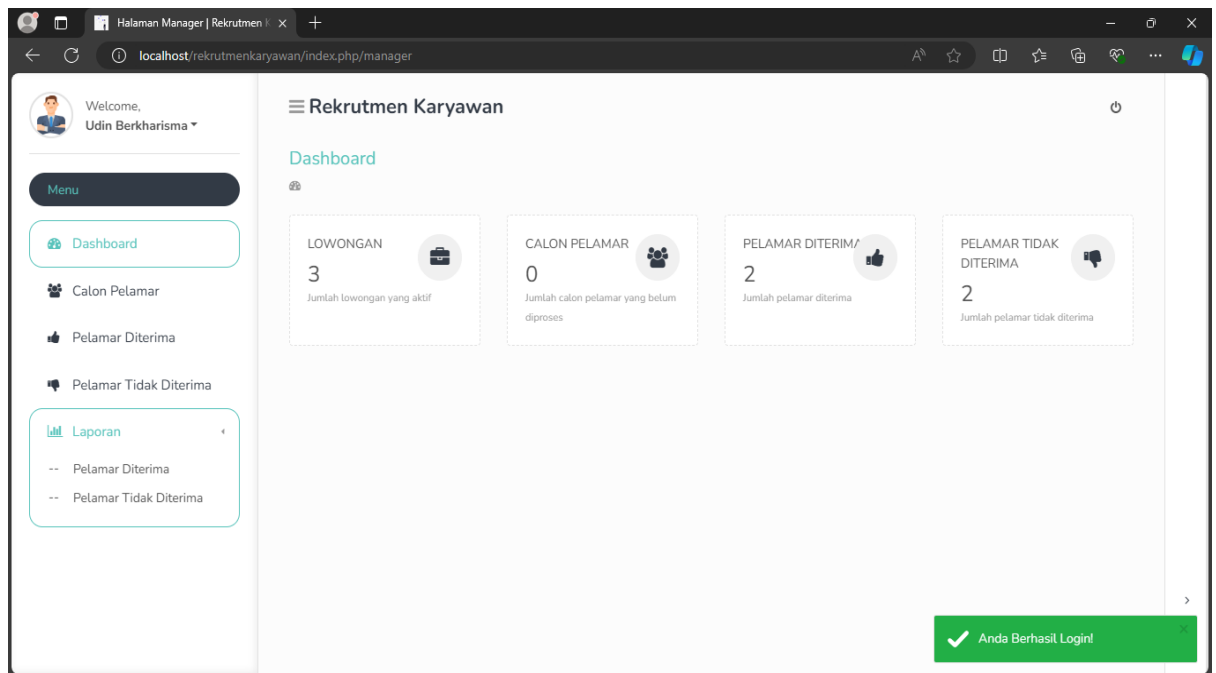 Halaman Manager | Rekrutmen K
localhost/rekrutmenkaryawan/index.php/manager
Welcome,
Udin Berkharisma
Menu
Dashboard
Calon Pelamar
Pelamar Diterima
Pelamar Tidak Diterima
Laporan
-- Pelamar Diterima
-- Pelamar Tidak Diterima
Rekrutmen Karyawan
Dashboard
LOWONGAN
3
Jumlah lowongan yang aktif
CALON PELAMAR
0
Jumlah calon pelamar yang belum
diproses
PELAMAR DITERIMA
2
Jumlah pelamar diterima
PELAMAR TIDAK
DITERIMA
2
Jumlah pelamar tidak diterima
Anda Berhasil Login!